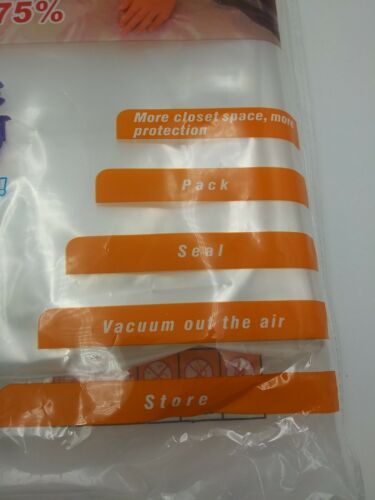 75%
More closet space, more
protection
Pack
Seal
Vacuum out the air
Store